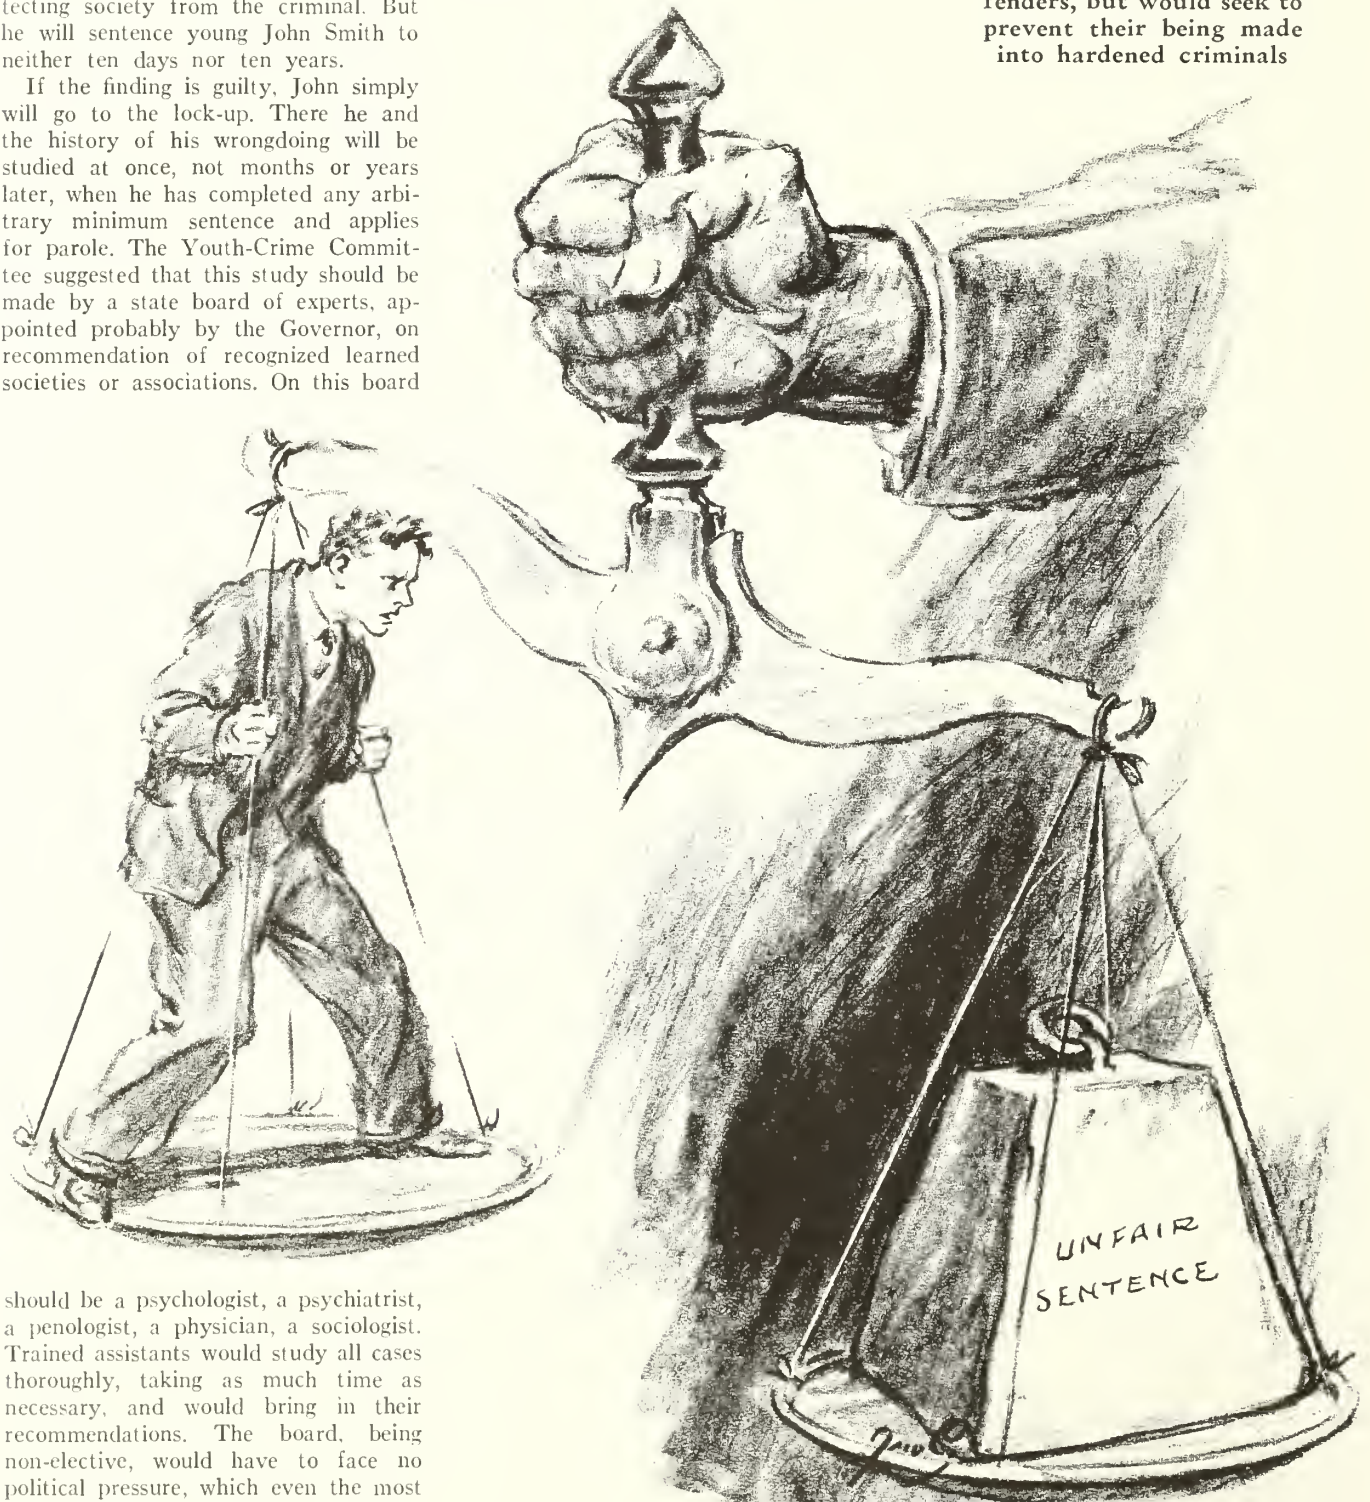 tecting society from the criminal. But
he will sentence young John Smith to
neither ten days nor ten years.
If the finding is guilty, John simply
will go to the lock-up. There he and
the history of his wrongdoing will be
studied at once, not months or years
later, when he has completed any arbi-
trary minimum sentence and applies
for parole. The Youth-Crime Commit-
tee suggested that this study should be
made by a state board of experts, ap-
pointed probably by the Governor, on
recommendation of recognized learned
societies or associations. On this board
should be a psychologist, a psychiatrist,
a penologist, a physician, a sociologist.
Trained assistants would study all cases
thoroughly, taking as much time as
necessary, and would bring in their
recommendations. The board, being
non-elective, would have to face no
political pressure, which even the most
but would seek to
prevent their being made
into hardened criminals
UNFAIR
SENTENCE